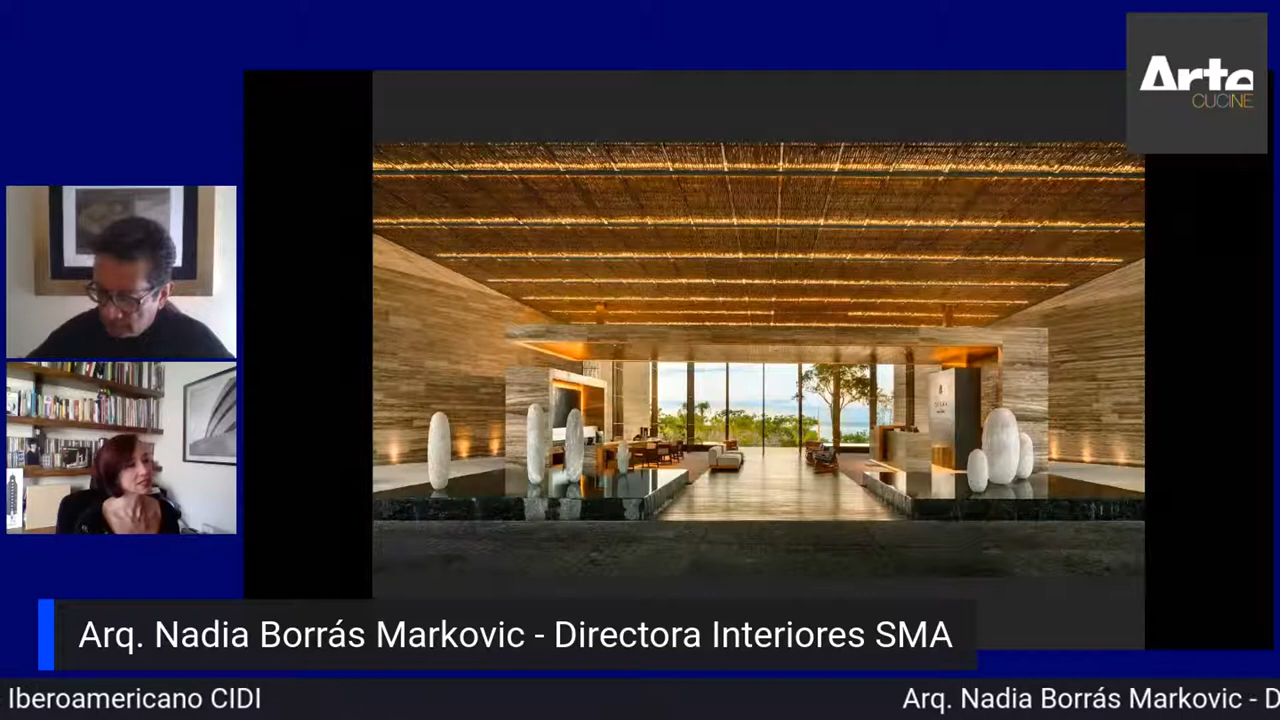 Arte
CUCINE
Arq. Nadia Borrás Markovic - Directora Interiores SMA
Iberoamericano CIDI
Arq. Nadia Borrás Markovic - D